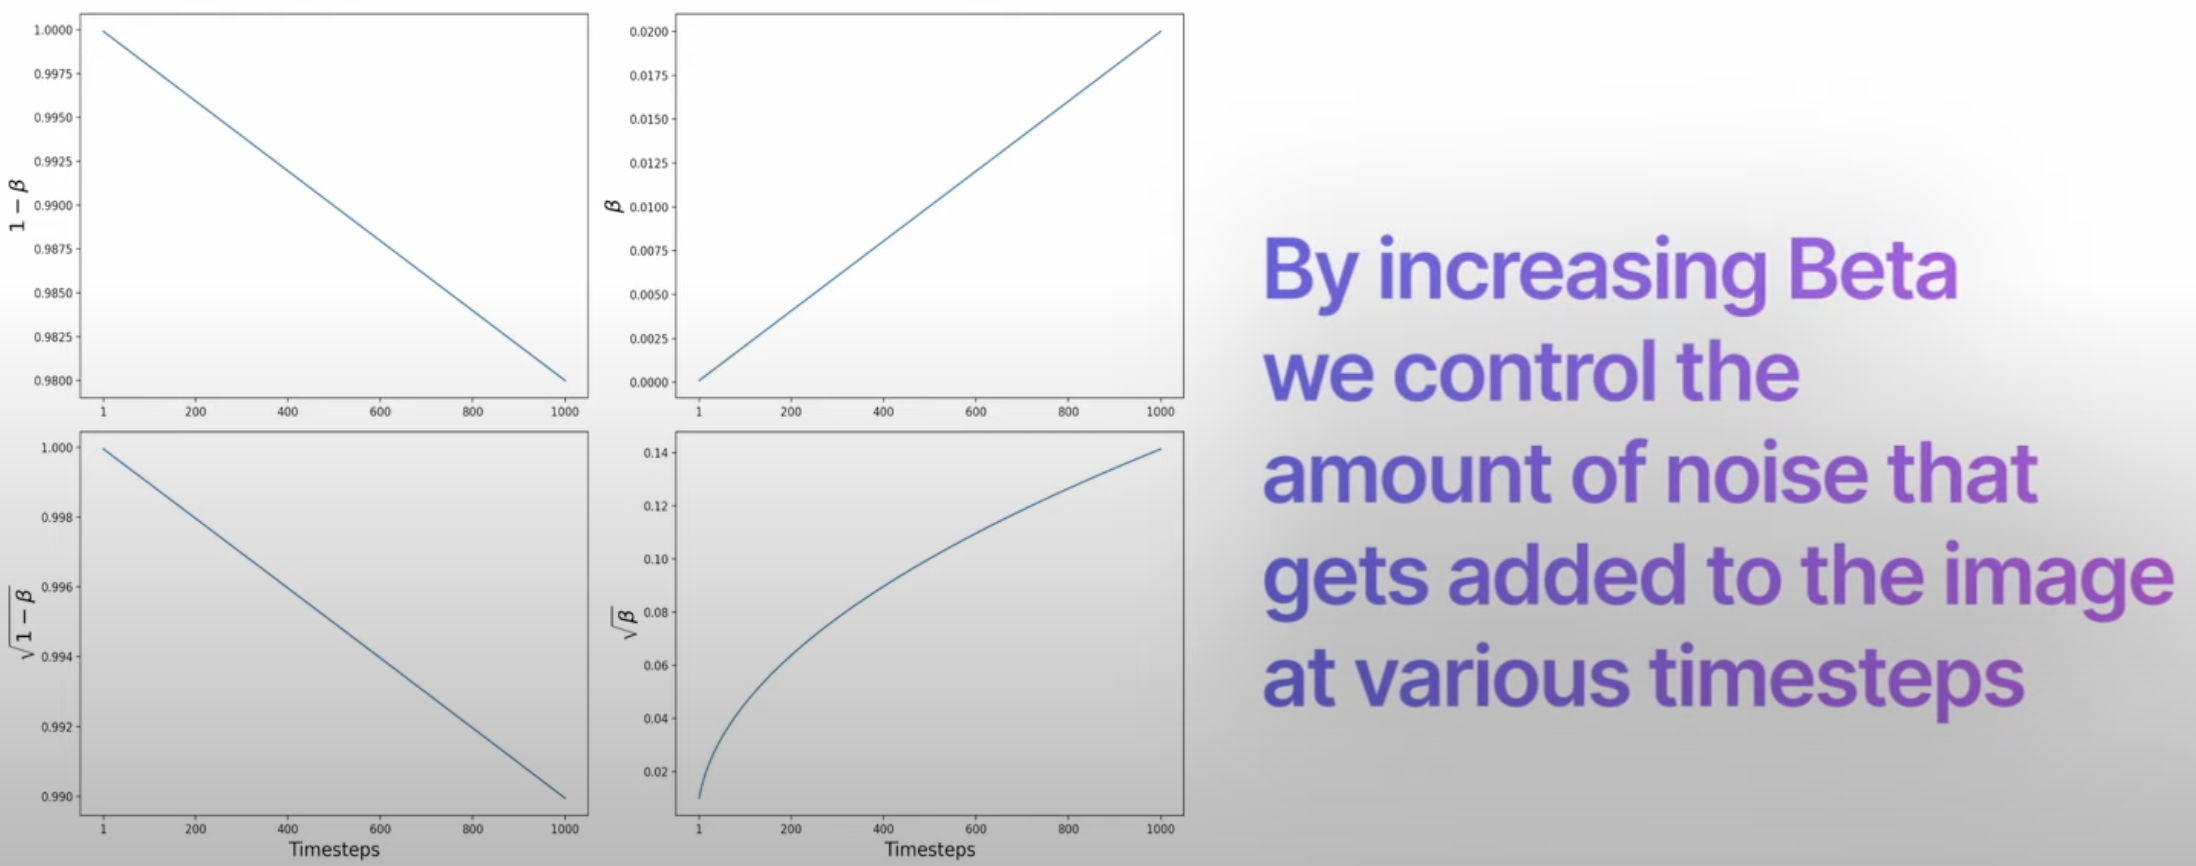 1.0000
0.9975
0.9950
0.9925
0.9900
0.9875
0.9850
0.9825
0.9800
1 − β
1 200 400 600 800 1000
0.0200
0.0175
0.0150
0.0125
0.0100
0.0075
0.0050
0.0025
0.0000
β
1 200 400 600 800 1000
1.000
0.998
0.996
0.994
0.992
0.990
√1 − β
1 200 400 600 800 1000
Timesteps
0.14
0.12
0.10
0.08
0.06
0.04
0.02
√β
1 200 400 600 800 1000
Timesteps
By increasing Beta
we control the
amount of noise that
gets added to the image
at various timesteps